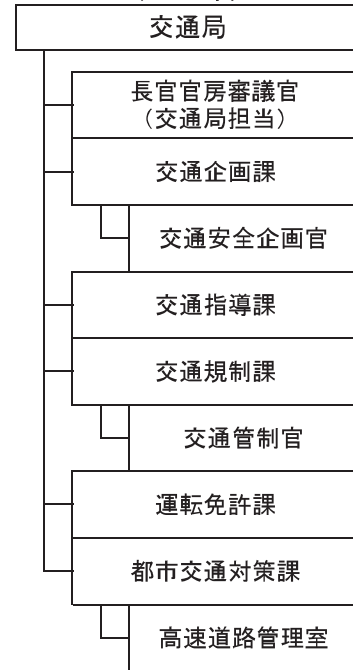 交通局
長官官房審議官
（交通局担当）
交通企画課
交通安全企画官
交通指導課
交通規制課
交通管制官
運転免許課
都市交通対策課
高速道路管理室